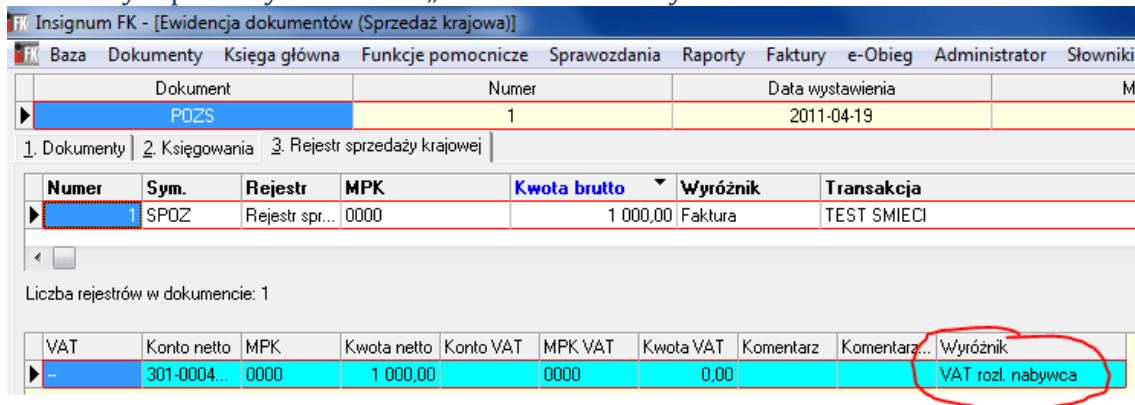 Insignum FK - [Ewidencja dokumentów (Sprzedaż krajowa)]
Baza Dokumenty Księga główna Funkcje pomocnicze Sprawozdania Raporty Faktury e-Obieg Administrator Słowniki
Dokument Numer Data wystawienia M
POZS 1 2011-04-19
1. Dokumenty 2. Księgowania 3. Rejestr sprzedaży krajowej
Numer Sym. Rejestr MPK Kwota brutto Wyróżnik Transakcja
1 SPOZ Rejestr spr... 0000 1 000,00 Faktura TEST SMIECI
Liczba rejestrów w dokumencie: 1
VAT Konto netto MPK Kwota netto Konto VAT MPK VAT Kwota VAT Komentarz Komentarz... Wyróżnik
-- 301-0004... 0000 1 000,00 0000 0,00 VAT rozl. nabywca